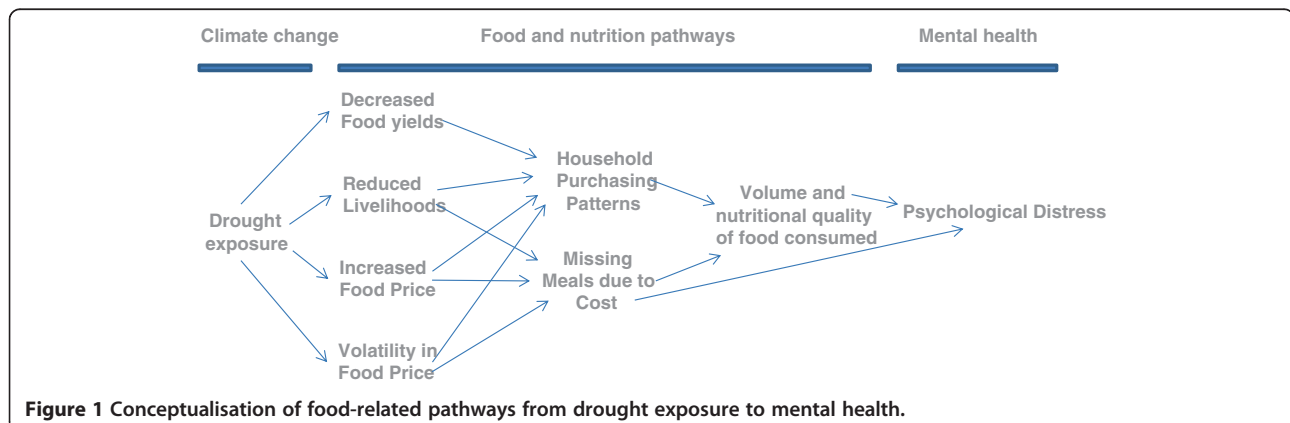 Climate change
Food and nutrition pathways
Mental health
Decreased
Food yields
Household
Purchasing
Patterns
Reduced
Livelihoods
Volume and
nutritional quality
of food consumed
Psychological Distress
Drought
exposure
Missing
Meals due to
Cost
Increased
Food Price
Volatility in
Food Price
Figure 1 Conceptualisation of food-related pathways from drought exposure to mental health.